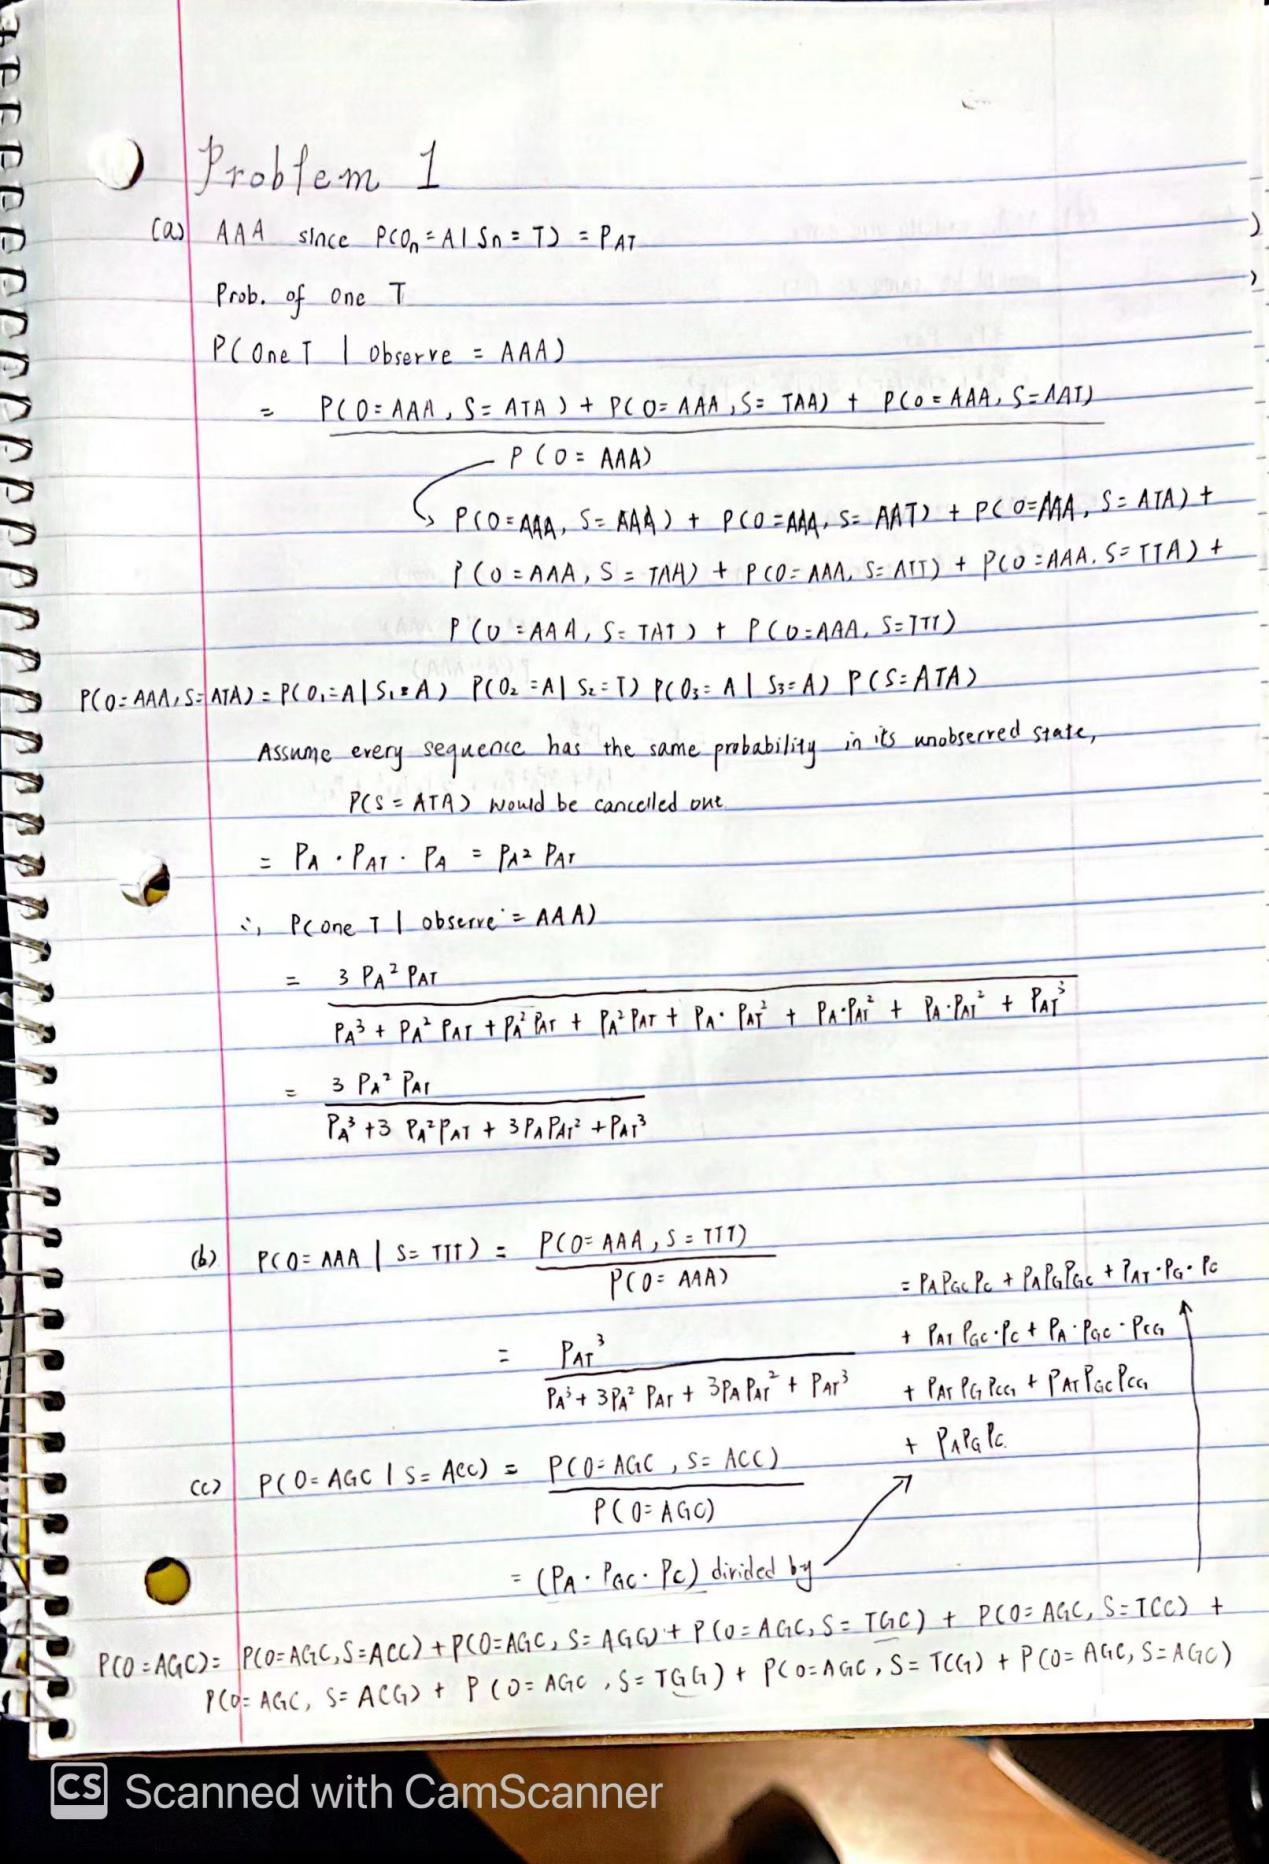 Problem 1
(a) AAA since P(On = A | Sn = T) = PAT
Prob. of one T
P(One T | Observe = AAA)
= P(O= AAA, S= ATA) + P(O= AAA, S= TAA) + P(O = AAA, S=AAT)
P(O= AAA)
P(O=AAA, S= AAA) + P(O=AAA, S= AAT) + P(O=AAA, S= ATA) +
P(O = AAA, S = TAA) + P(O= AAA, S= ATT) + P(O = AAA, S= TTA) +
P(O = AAA, S= TAT) + P(O=AAA, S=TTT)
P(O= AAA, S= ATA) = P(O1=A | S1=A) P(O2 =A | S2=T) P(O3= A | S3=A) P(S=ATA)
Assume every sequence has the same probability in its unobserved state,
P(S = ATA) would be cancelled out
= PA · PAT · PA = PA² PAT
∴, P(one T | observe = AAA)
= 3 PA² PAT
PA³ + PA² PAT + PA² PAT + PA² PAT + PA· PAT² + PA·PAT² + PA·PAT² + PAT³
= 3 PA² PAT
PA³ +3 PA² PAT + 3 PA PAT² + PAT³
(b) P(O= AAA | S= TTT) = P(O= AAA, S = TTT)
P(O= AAA)
= PAT³
PA³ + 3PA² PAT + 3PA PAT² + PAT³
(c) P(O= AGC | S= ACC) = P(O= AGC, S= ACC)
P(O= AGC)
= (PA · PGC · PC) divided by
= PA PGC PC + PA PG PGC + PAT · PG · PC
+ PAT PGC · PC + PA · PGC · PCG
+ PAT PG PCG + PAT PGC PCG
+ PA PG PC
P(O = AGC) = P(O=AGC, S=ACC) + P(O=AGC, S= AGG) + P(O = AGC, S= TGC) + P(O= AGC, S=TCC) +
P(O= AGC, S= ACG) + P(O= AGC, S= TGG) + P(O= AGC, S= TCG) + P(O= AGC, S=AGC)
CS Scanned with CamScanner